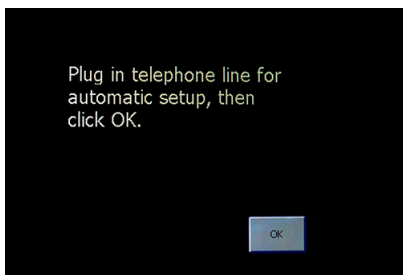 Plug in telephone line for
automatic setup, then
click OK.
OK